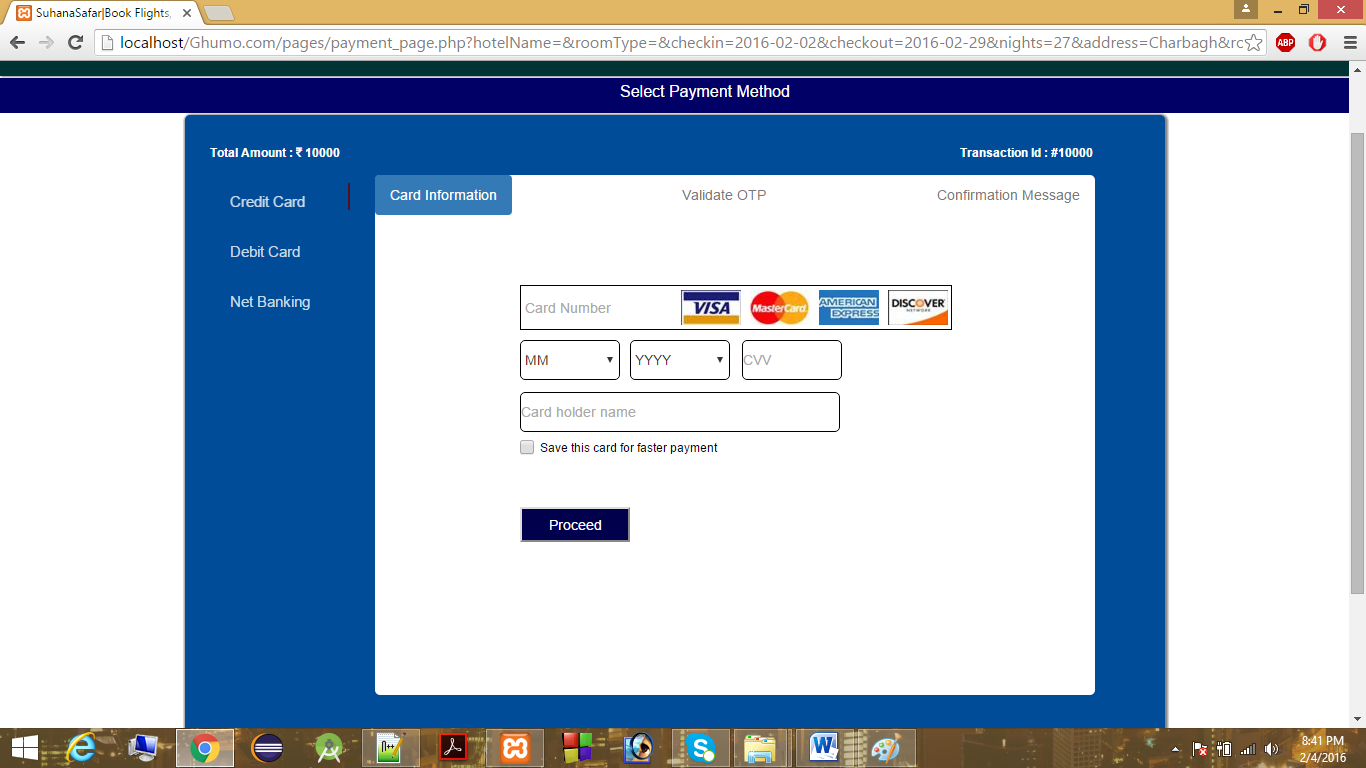 SuhanaSafar|Book Flights,
localhost/Ghumo.com/pages/payment_page.php?hotelName=&roomType=&checkin=2016-02-02&checkout=2016-02-29&nights=27&address=Charbagh&rc
ABP
Select Payment Method
Total Amount : ₹ 10000
Transaction Id : #10000
Credit Card
Debit Card
Net Banking
Card Information
Validate OTP
Confirmation Message
Card Number
VISA
MasterCard
AMERICAN EXPRESS
DISCOVER
NETWORK
MM
YYYY
CVV
Card holder name
Save this card for faster payment
Proceed
8:41 PM
2/4/2016